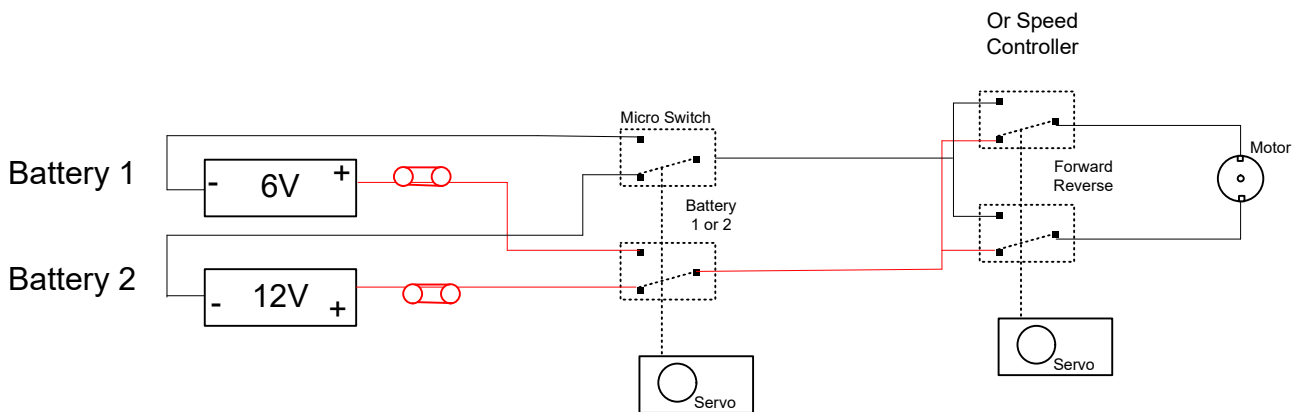 Or Speed
Controller
Micro Switch
Battery 1
-
6V
+
Motor
Forward
Reverse
Battery
1 or 2
Battery 2
-
12V
+
Servo
Servo